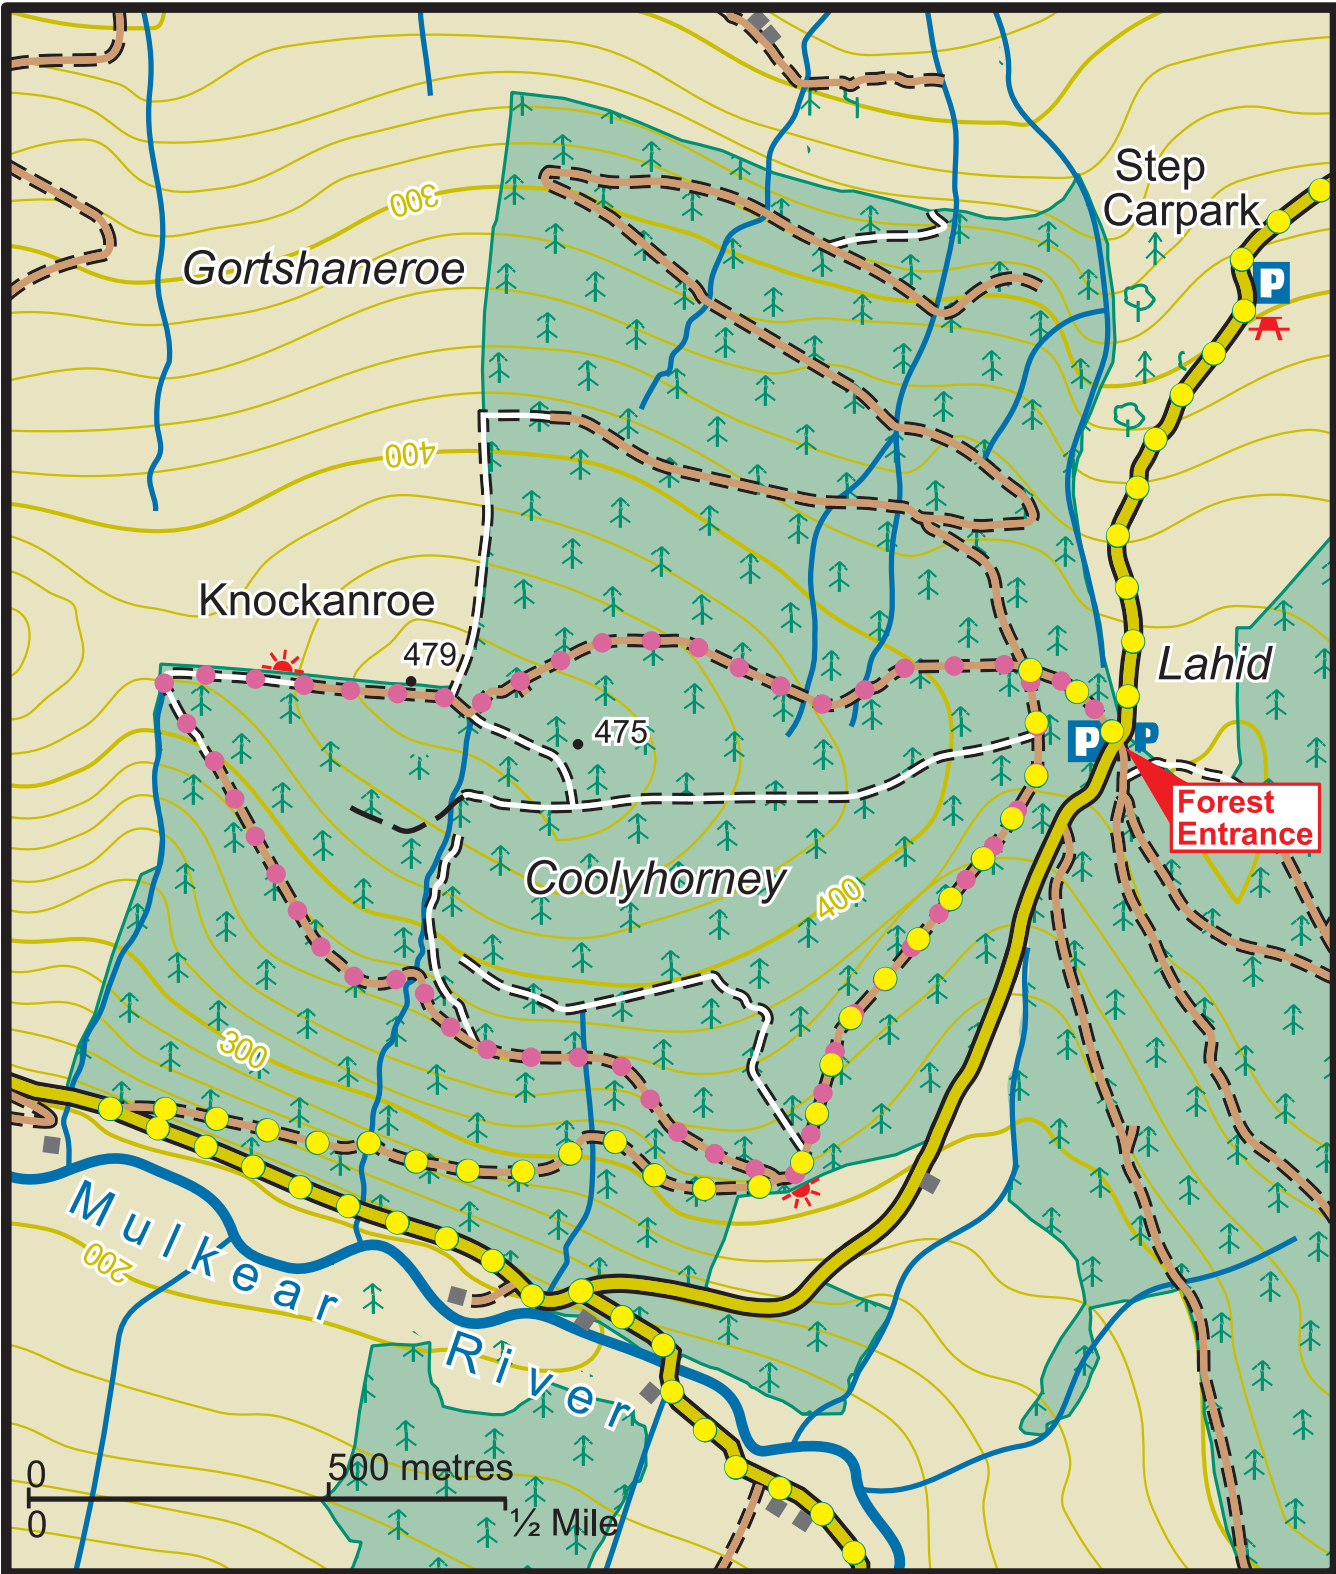 Step
Carpark
300
Gortshaneroe
P
400
Knockanroe
479
Lahid
475
P
P
Forest
Entrance
Coolyhorney
400
300
Mulkear
River
200
0
500 metres
0
½ Mile